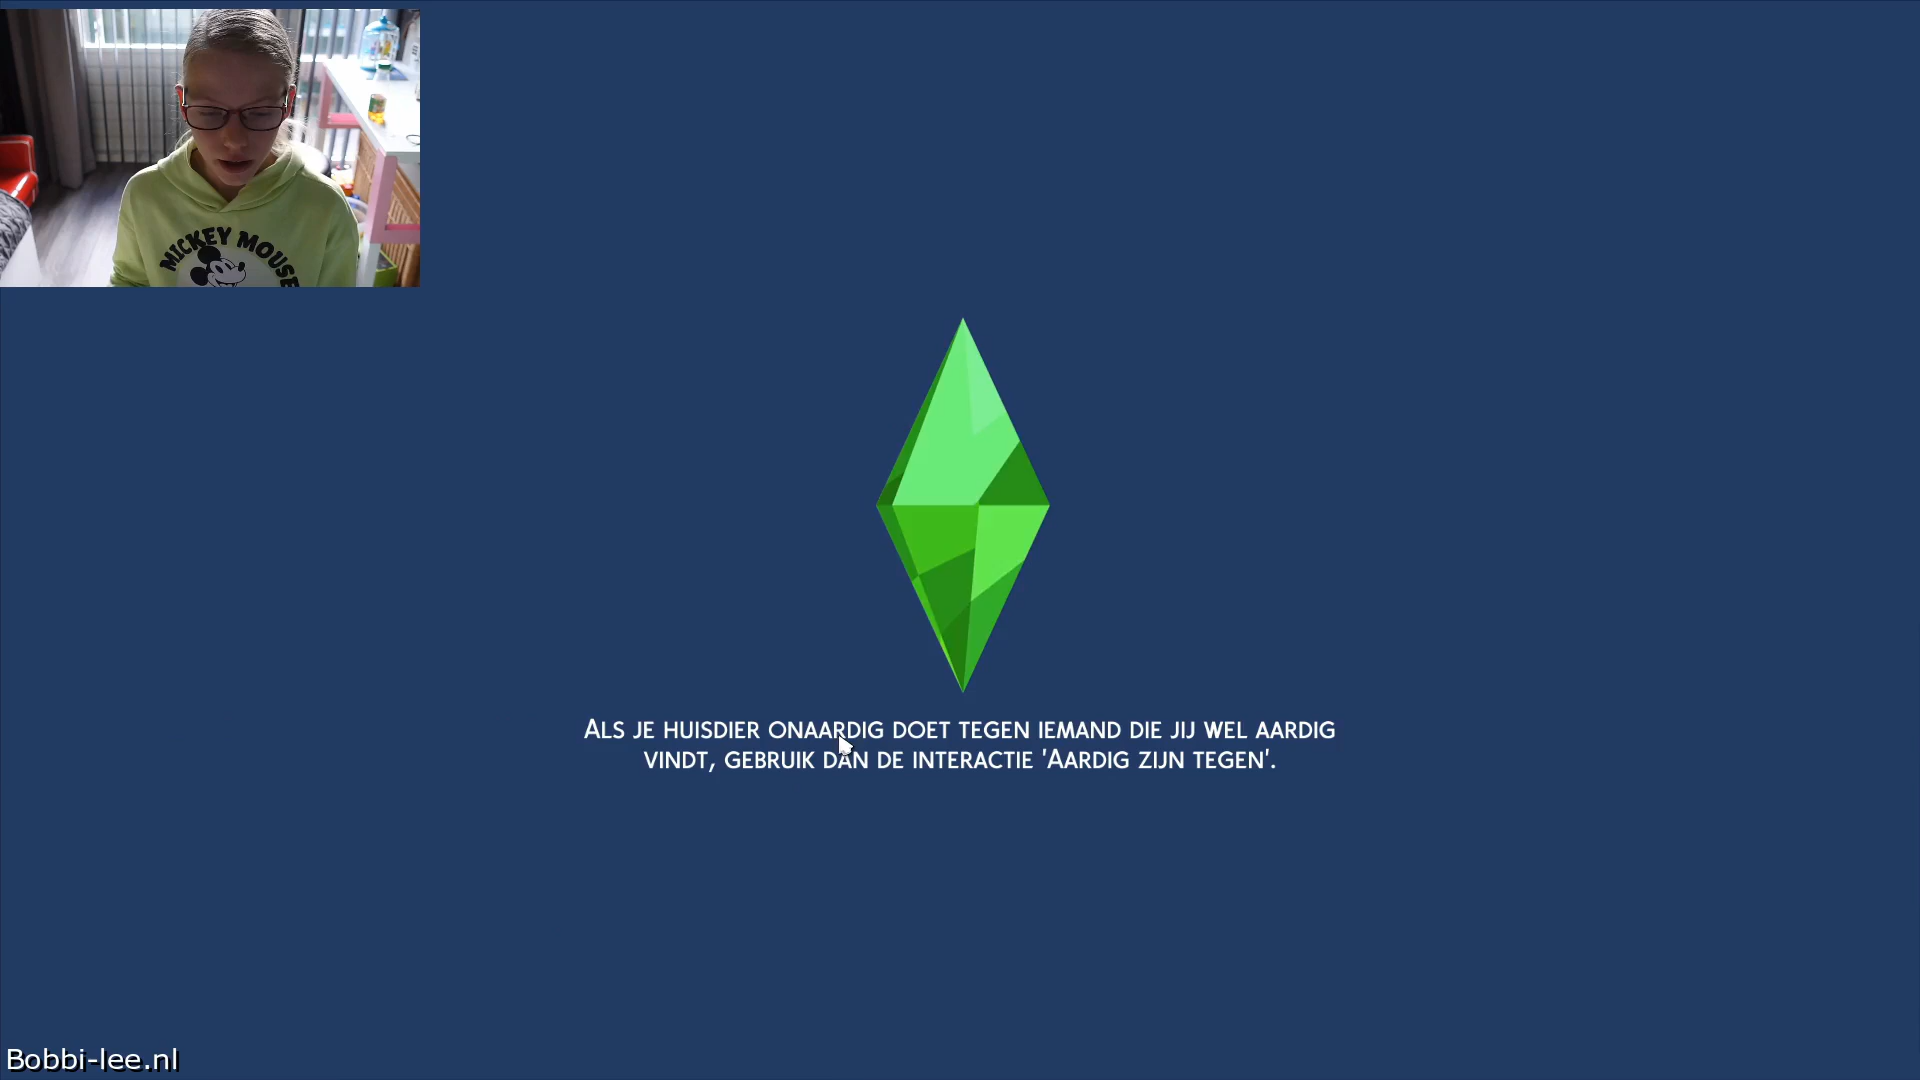 MICKEY MOUSE
Als je huisdier onaardig doet tegen iemand die jij wel aardig
vindt, gebruik dan de interactie 'Aardig zijn tegen'.
Bobbi-lee.nl